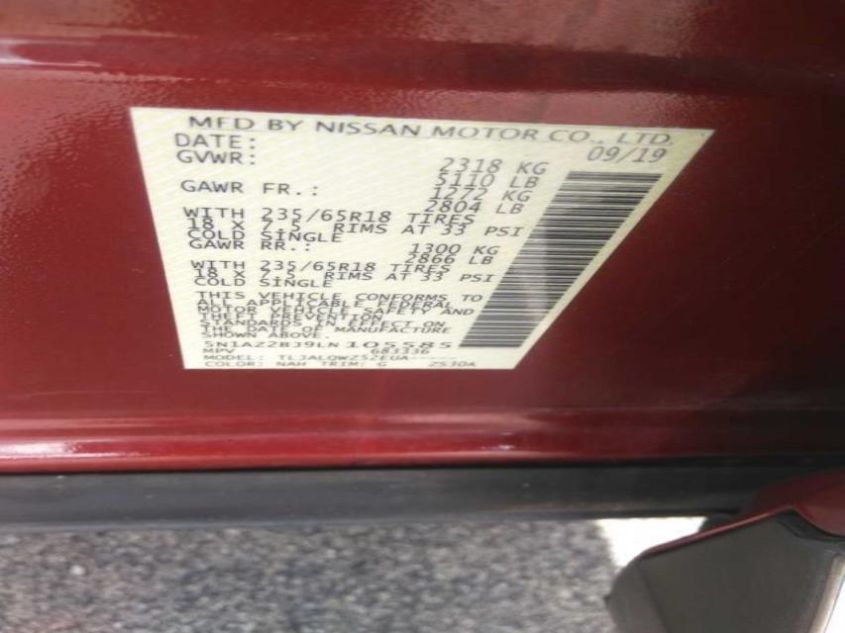 MFD BY NISSAN MOTOR CO., LTD.
DATE: 09/19
GVWR: 2318 KG
5110 LB
GAWR FR.: 1272 KG
2804 LB
WITH 235/65R18 TIRES
18 X 7.5 RIMS AT 33 PSI
COLD SINGLE
GAWR RR.: 1300 KG
2866 LB
WITH 235/65R18 TIRES
18 X 7.5 RIMS AT 33 PSI
COLD SINGLE
THIS VEHICLE CONFORMS TO
ALL APPLICABLE FEDERAL
MOTOR VEHICLE SAFETY AND
THEFT PREVENTION
STANDARDS IN EFFECT ON
THE DATE OF MANUFACTURE
SHOWN ABOVE.
5N1AZ2BJ9LN105585
MPV 683336
MODEL: TLJALQWZ52EUA-----
COLOR: NAH TRIM: G 2530A